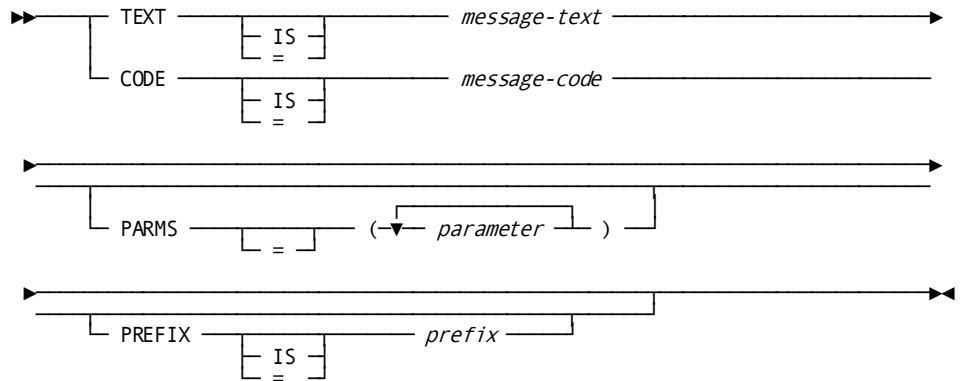 TEXT IS = message-text
CODE IS = message-code
PARMS = ( parameter )
PREFIX IS = prefix